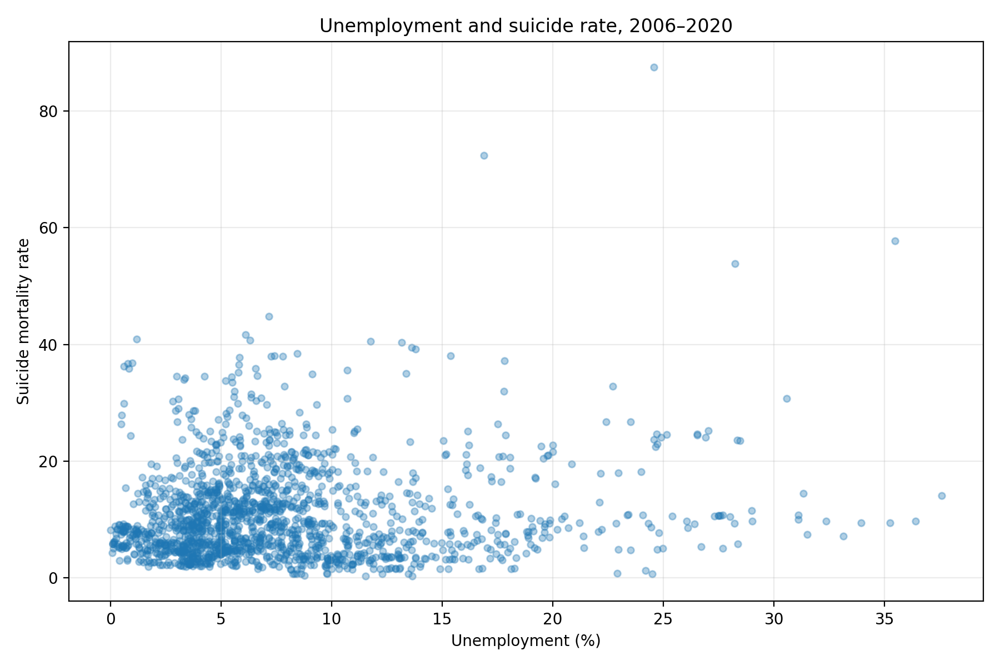 Unemployment and suicide rate, 2006–2020
80
60
40
20
0
Suicide mortality rate
0 5 10 15 20 25 30 35
Unemployment (%)